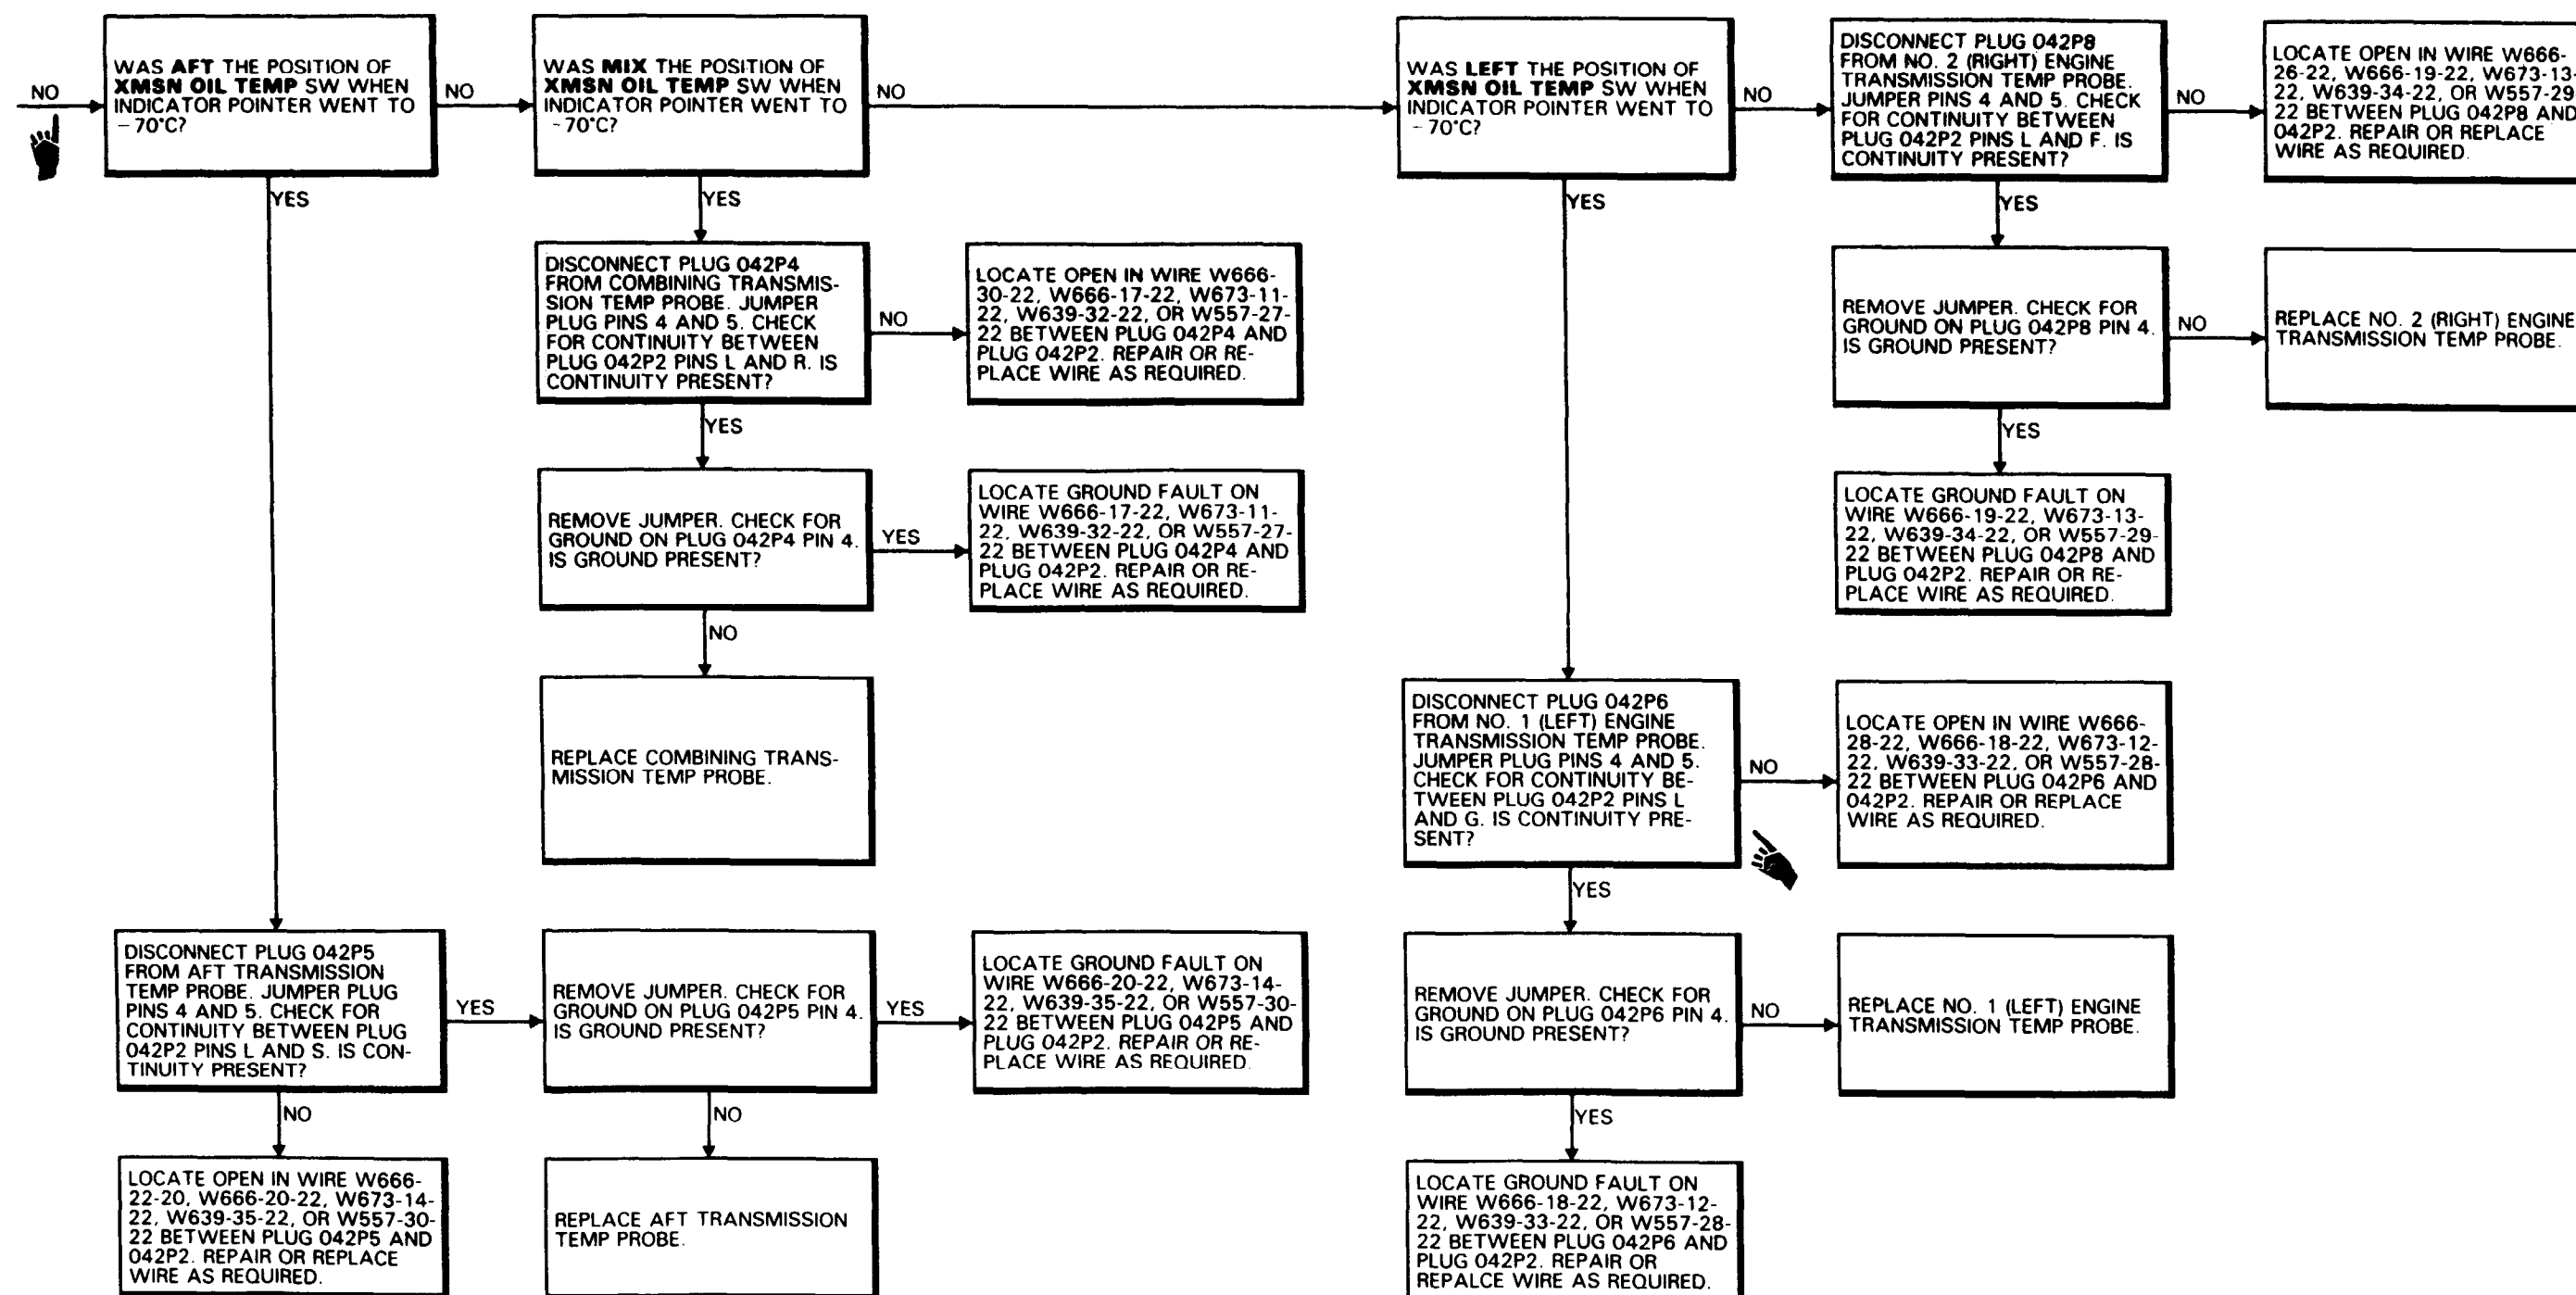 NO
WAS AFT THE POSITION OF
XMSN OIL TEMP SW WHEN
INDICATOR POINTER WENT TO
-70°C?
NO
YES
WAS MIX THE POSITION OF
XMSN OIL TEMP SW WHEN
INDICATOR POINTER WENT TO
-70°C?
NO
YES
WAS LEFT THE POSITION OF
XMSN OIL TEMP SW WHEN
INDICATOR POINTER WENT TO
-70°C?
NO
YES
DISCONNECT PLUG 042P8
FROM NO. 2 (RIGHT) ENGINE
TRANSMISSION TEMP PROBE.
JUMPER PINS 4 AND 5. CHECK
FOR CONTINUITY BETWEEN
PLUG 042P2 PINS L AND F. IS
CONTINUITY PRESENT?
NO
YES
LOCATE OPEN IN WIRE W666-
26-22, W666-19-22, W673-13-
22, W639-34-22, OR W557-29
22 BETWEEN PLUG 042P8 AND
042P2. REPAIR OR REPLACE
WIRE AS REQUIRED.
DISCONNECT PLUG 042P4
FROM COMBINING TRANSMIS-
SION TEMP PROBE. JUMPER
PLUG PINS 4 AND 5. CHECK
FOR CONTINUITY BETWEEN
PLUG 042P2 PINS L AND R. IS
CONTINUITY PRESENT?
NO
YES
LOCATE OPEN IN WIRE W666-
30-22, W666-17-22, W673-11-
22, W639-32-22, OR W557-27-
22 BETWEEN PLUG 042P4 AND
PLUG 042P2. REPAIR OR RE-
PLACE WIRE AS REQUIRED.
REMOVE JUMPER. CHECK FOR
GROUND ON PLUG 042P8 PIN 4.
IS GROUND PRESENT?
NO
YES
REPLACE NO. 2 (RIGHT) ENGINE
TRANSMISSION TEMP PROBE.
REMOVE JUMPER. CHECK FOR
GROUND ON PLUG 042P4 PIN 4.
IS GROUND PRESENT?
YES
NO
LOCATE GROUND FAULT ON
WIRE W666-17-22, W673-11-
22, W639-32-22, OR W557-27-
22 BETWEEN PLUG 042P4 AND
PLUG 042P2. REPAIR OR RE-
PLACE WIRE AS REQUIRED.
LOCATE GROUND FAULT ON
WIRE W666-19-22, W673-13-
22, W639-34-22, OR W557-29-
22 BETWEEN PLUG 042P8 AND
PLUG 042P2. REPAIR OR RE-
PLACE WIRE AS REQUIRED.
REPLACE COMBINING TRANS-
MISSION TEMP PROBE.
DISCONNECT PLUG 042P6
FROM NO. 1 (LEFT) ENGINE
TRANSMISSION TEMP PROBE.
JUMPER PLUG PINS 4 AND 5.
CHECK FOR CONTINUITY BE-
TWEEN PLUG 042P2 PINS L
AND G. IS CONTINUITY PRE-
SENT?
NO
YES
LOCATE OPEN IN WIRE W666-
28-22, W666-18-22, W673-12-
22, W639-33-22, OR W557-28-
22 BETWEEN PLUG 042P6 AND
042P2. REPAIR OR REPLACE
WIRE AS REQUIRED.
DISCONNECT PLUG 042P5
FROM AFT TRANSMISSION
TEMP PROBE. JUMPER PLUG
PINS 4 AND 5. CHECK FOR
CONTINUITY BETWEEN PLUG
042P2 PINS L AND S. IS CON-
TINUITY PRESENT?
YES
NO
REMOVE JUMPER. CHECK FOR
GROUND ON PLUG 042P5 PIN 4.
IS GROUND PRESENT?
YES
NO
LOCATE GROUND FAULT ON
WIRE W666-20-22, W673-14-
22, W639-35-22, OR W557-30-
22 BETWEEN PLUG 042P5 AND
PLUG 042P2. REPAIR OR RE-
PLACE WIRE AS REQUIRED.
REMOVE JUMPER. CHECK FOR
GROUND ON PLUG 042P6 PIN 4.
IS GROUND PRESENT?
NO
YES
REPLACE NO. 1 (LEFT) ENGINE
TRANSMISSION TEMP PROBE.
LOCATE OPEN IN WIRE W666-
22-20, W666-20-22, W673-14-
22, W639-35-22, OR W557-30-
22 BETWEEN PLUG 042P5 AND
042P2. REPAIR OR REPLACE
WIRE AS REQUIRED.
REPLACE AFT TRANSMISSION
TEMP PROBE.
LOCATE GROUND FAULT ON
WIRE W666-18-22, W673-12-
22, W639-33-22, OR W557-28-
22 BETWEEN PLUG 042P6 AND
PLUG 042P2. REPAIR OR
REPALCE WIRE AS REQUIRED.